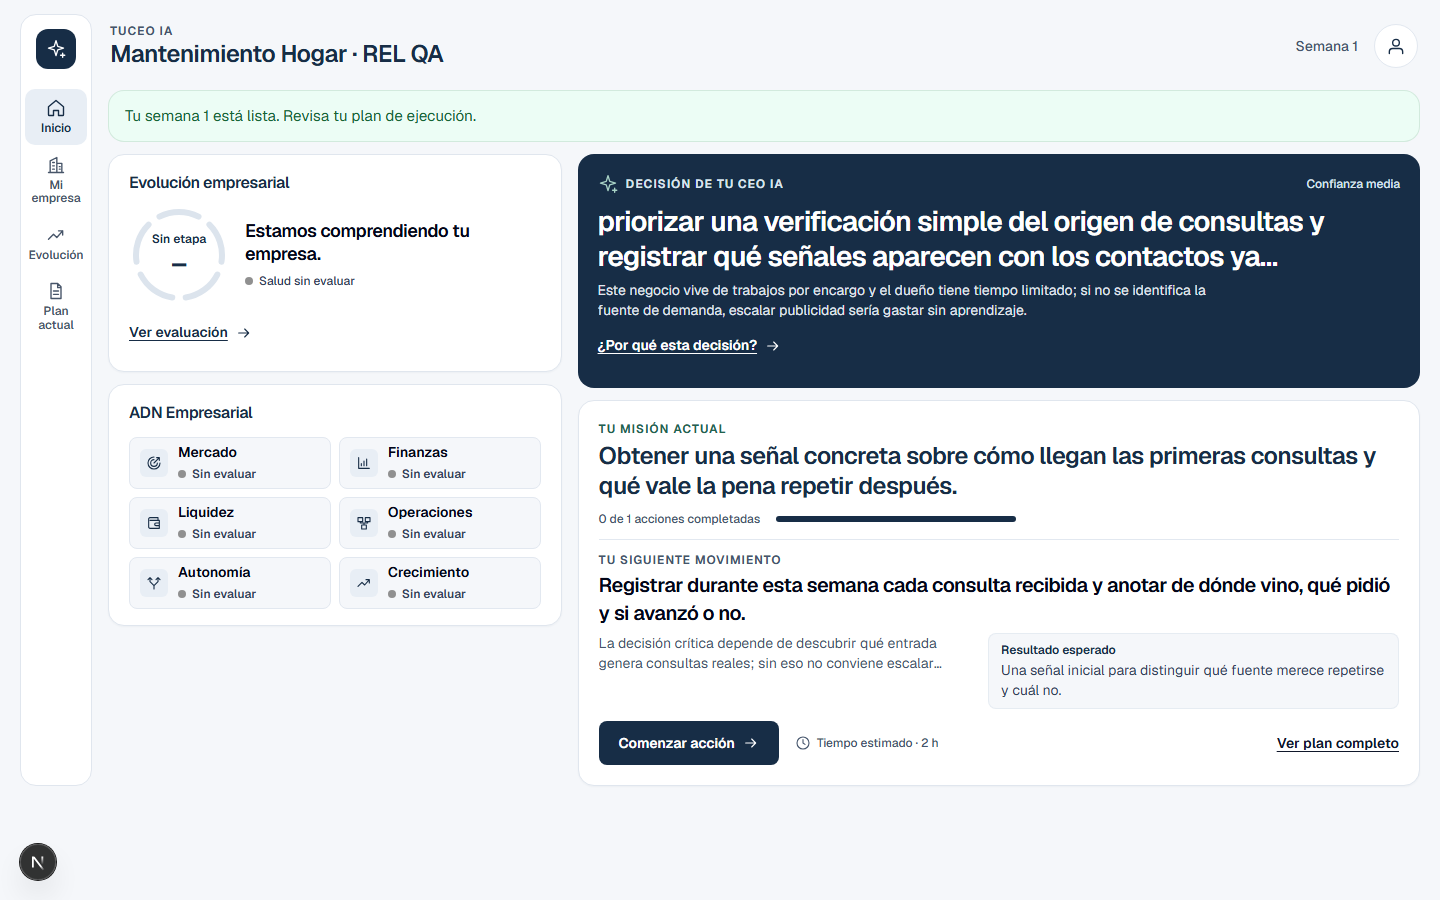 TUCEO IA
Mantenimiento Hogar · REL QA
Semana 1
Inicio
Mi
empresa
Evolución
Plan
actual
Tu semana 1 está lista. Revisa tu plan de ejecución.
Evolución empresarial
Sin etapa
–
Estamos comprendiendo tu
empresa.
Salud sin evaluar
Ver evaluación →
ADN Empresarial
Mercado
Sin evaluar
Finanzas
Sin evaluar
Liquidez
Sin evaluar
Operaciones
Sin evaluar
Autonomía
Sin evaluar
Crecimiento
Sin evaluar
DECISIÓN DE TU CEO IA
Confianza media
priorizar una verificación simple del origen de consultas y
registrar qué señales aparecen con los contactos ya...
Este negocio vive de trabajos por encargo y el dueño tiene tiempo limitado; si no se identifica la
fuente de demanda, escalar publicidad sería gastar sin aprendizaje.
¿Por qué esta decisión? →
TU MISIÓN ACTUAL
Obtener una señal concreta sobre cómo llegan las primeras consultas y
qué vale la pena repetir después.
0 de 1 acciones completadas
TU SIGUIENTE MOVIMIENTO
Registrar durante esta semana cada consulta recibida y anotar de dónde vino, qué pidió
y si avanzó o no.
La decisión crítica depende de descubrir qué entrada
genera consultas reales; sin eso no conviene escalar...
Resultado esperado
Una señal inicial para distinguir qué fuente merece repetirse
y cuál no.
Comenzar acción →
Tiempo estimado · 2 h
Ver plan completo
N